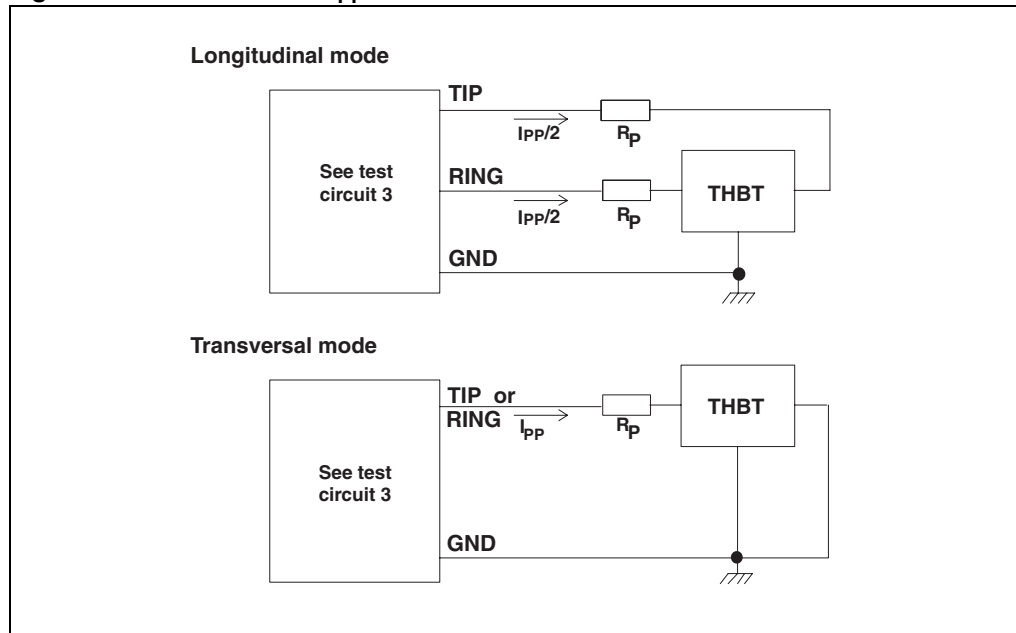 Longitudinal mode
TIP
IPP/2
RP
See test
circuit 3
RING
IPP/2
RP
THBT
GND
Transversal mode
TIP or
RING
IPP
RP
THBT
See test
circuit 3
GND